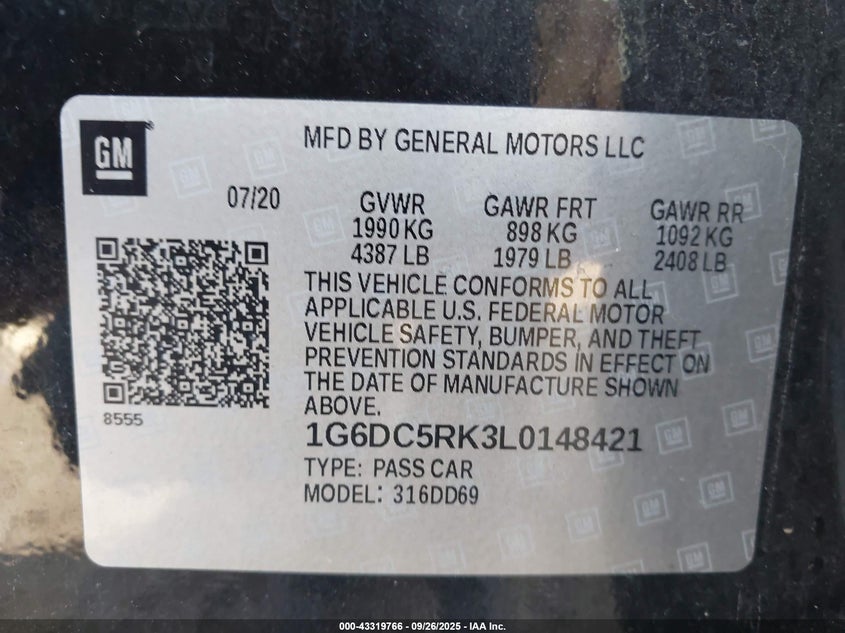 GM
MFD BY GENERAL MOTORS LLC
07/20
GVWR
1990 KG
4387 LB
GAWR FRT
898 KG
1979 LB
GAWR RR
1092 KG
2408 LB
THIS VEHICLE CONFORMS TO ALL
APPLICABLE U.S. FEDERAL MOTOR
VEHICLE SAFETY, BUMPER, AND THEFT
PREVENTION STANDARDS IN EFFECT ON
THE DATE OF MANUFACTURE SHOWN
ABOVE.
8555
1G6DC5RK3L0148421
TYPE: PASS CAR
MODEL: 316DD69
000-43319766 - 09/26/2025 - IAA Inc.